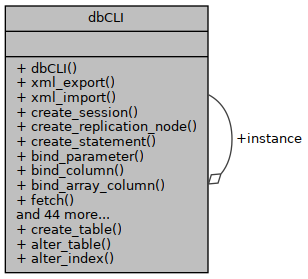 dbCLI
+ dbCLI()
+ xml_export()
+ xml_import()
+ create_session()
+ create_replication_node()
+ create_statement()
+ bind_parameter()
+ bind_column()
+ bind_array_column()
+ fetch()
and 44 more...
+ create_table()
+ alter_table()
+ alter_index()
+instance